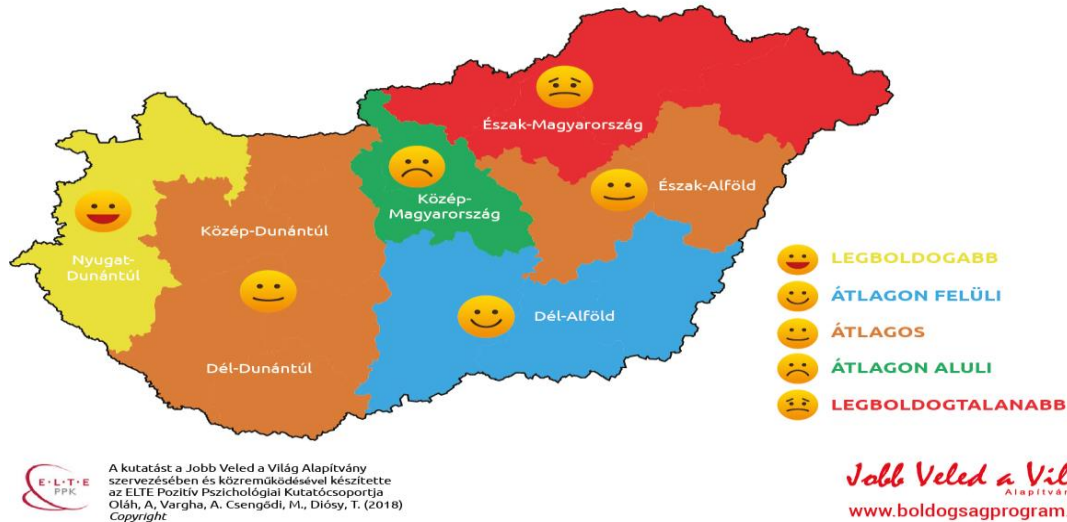 Észak-Magyarország
Észak-Alföld
Közép-
Magyarország
Közép-Dunántúl
Nyugat-
Dunántúl
Dél-Alföld
Dél-Dunántúl
LEGBOLDOGABB
ÁTLAGON FELÜLI
ÁTLAGOS
ÁTLAGON ALULI
LEGBOLDOGTALANABB
E·L·T·E
PPK
A kutatást a Jobb Veled a Világ Alapítvány
szervezésében és közreműködésével készítette
az ELTE Pozitív Pszichológiai Kutatócsoportja
Oláh, A, Vargha, A. Csengődi, M., Diósy, T. (2018)
Copyright
Jobb Veled a Vil
Alapítván
www.boldogsagprogram.